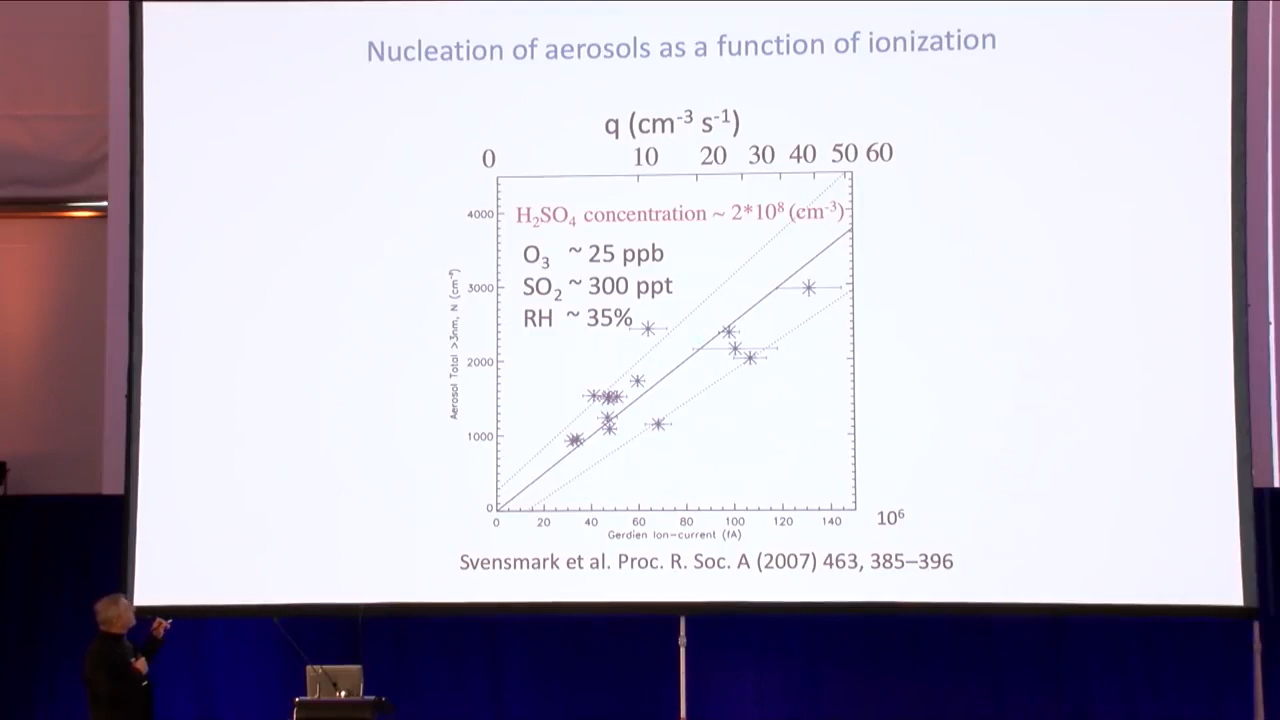 Nucleation of aerosols as a function of ionization
q (cm⁻³ s⁻¹)
0 10 20 30 40 50 60
H₂SO₄ concentration ~ 2*10⁸ (cm⁻³)
O₃ ~ 25 ppb
SO₂ ~ 300 ppt
RH ~ 35%
4000
3000
2000
1000
0
Aerosol Total >3nm, N (cm⁻³)
0 20 40 60 80 100 120 140
10⁶
Gerdien Ion-current (fA)
Svensmark et al. Proc. R. Soc. A (2007) 463, 385–396